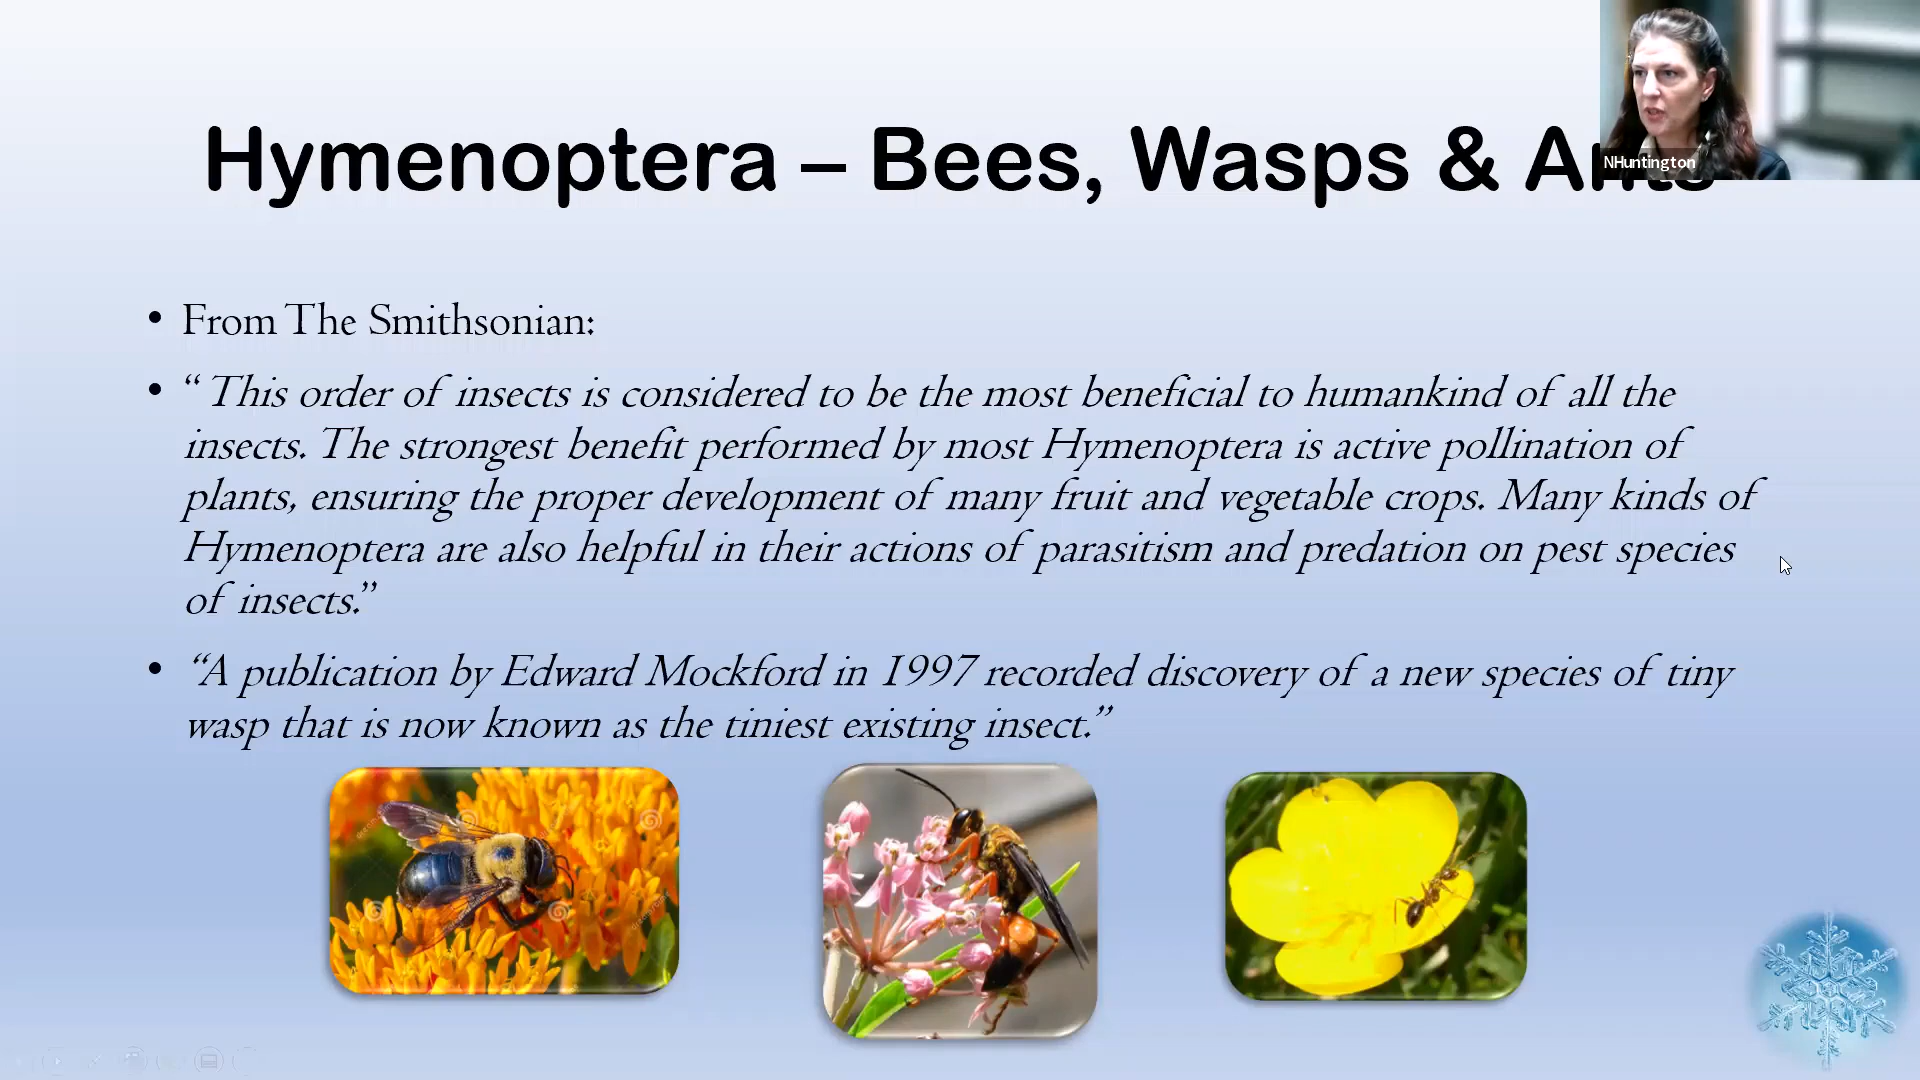 Hymenoptera – Bees, Wasps & Ants
NHuntington
• From The Smithsonian:
• “ This order of insects is considered to be the most beneficial to humankind of all the
insects. The strongest benefit performed by most Hymenoptera is active pollination of
plants, ensuring the proper development of many fruit and vegetable crops. Many kinds of
Hymenoptera are also helpful in their actions of parasitism and predation on pest species
of insects.”
• “A publication by Edward Mockford in 1997 recorded discovery of a new species of tiny
wasp that is now known as the tiniest existing insect.”